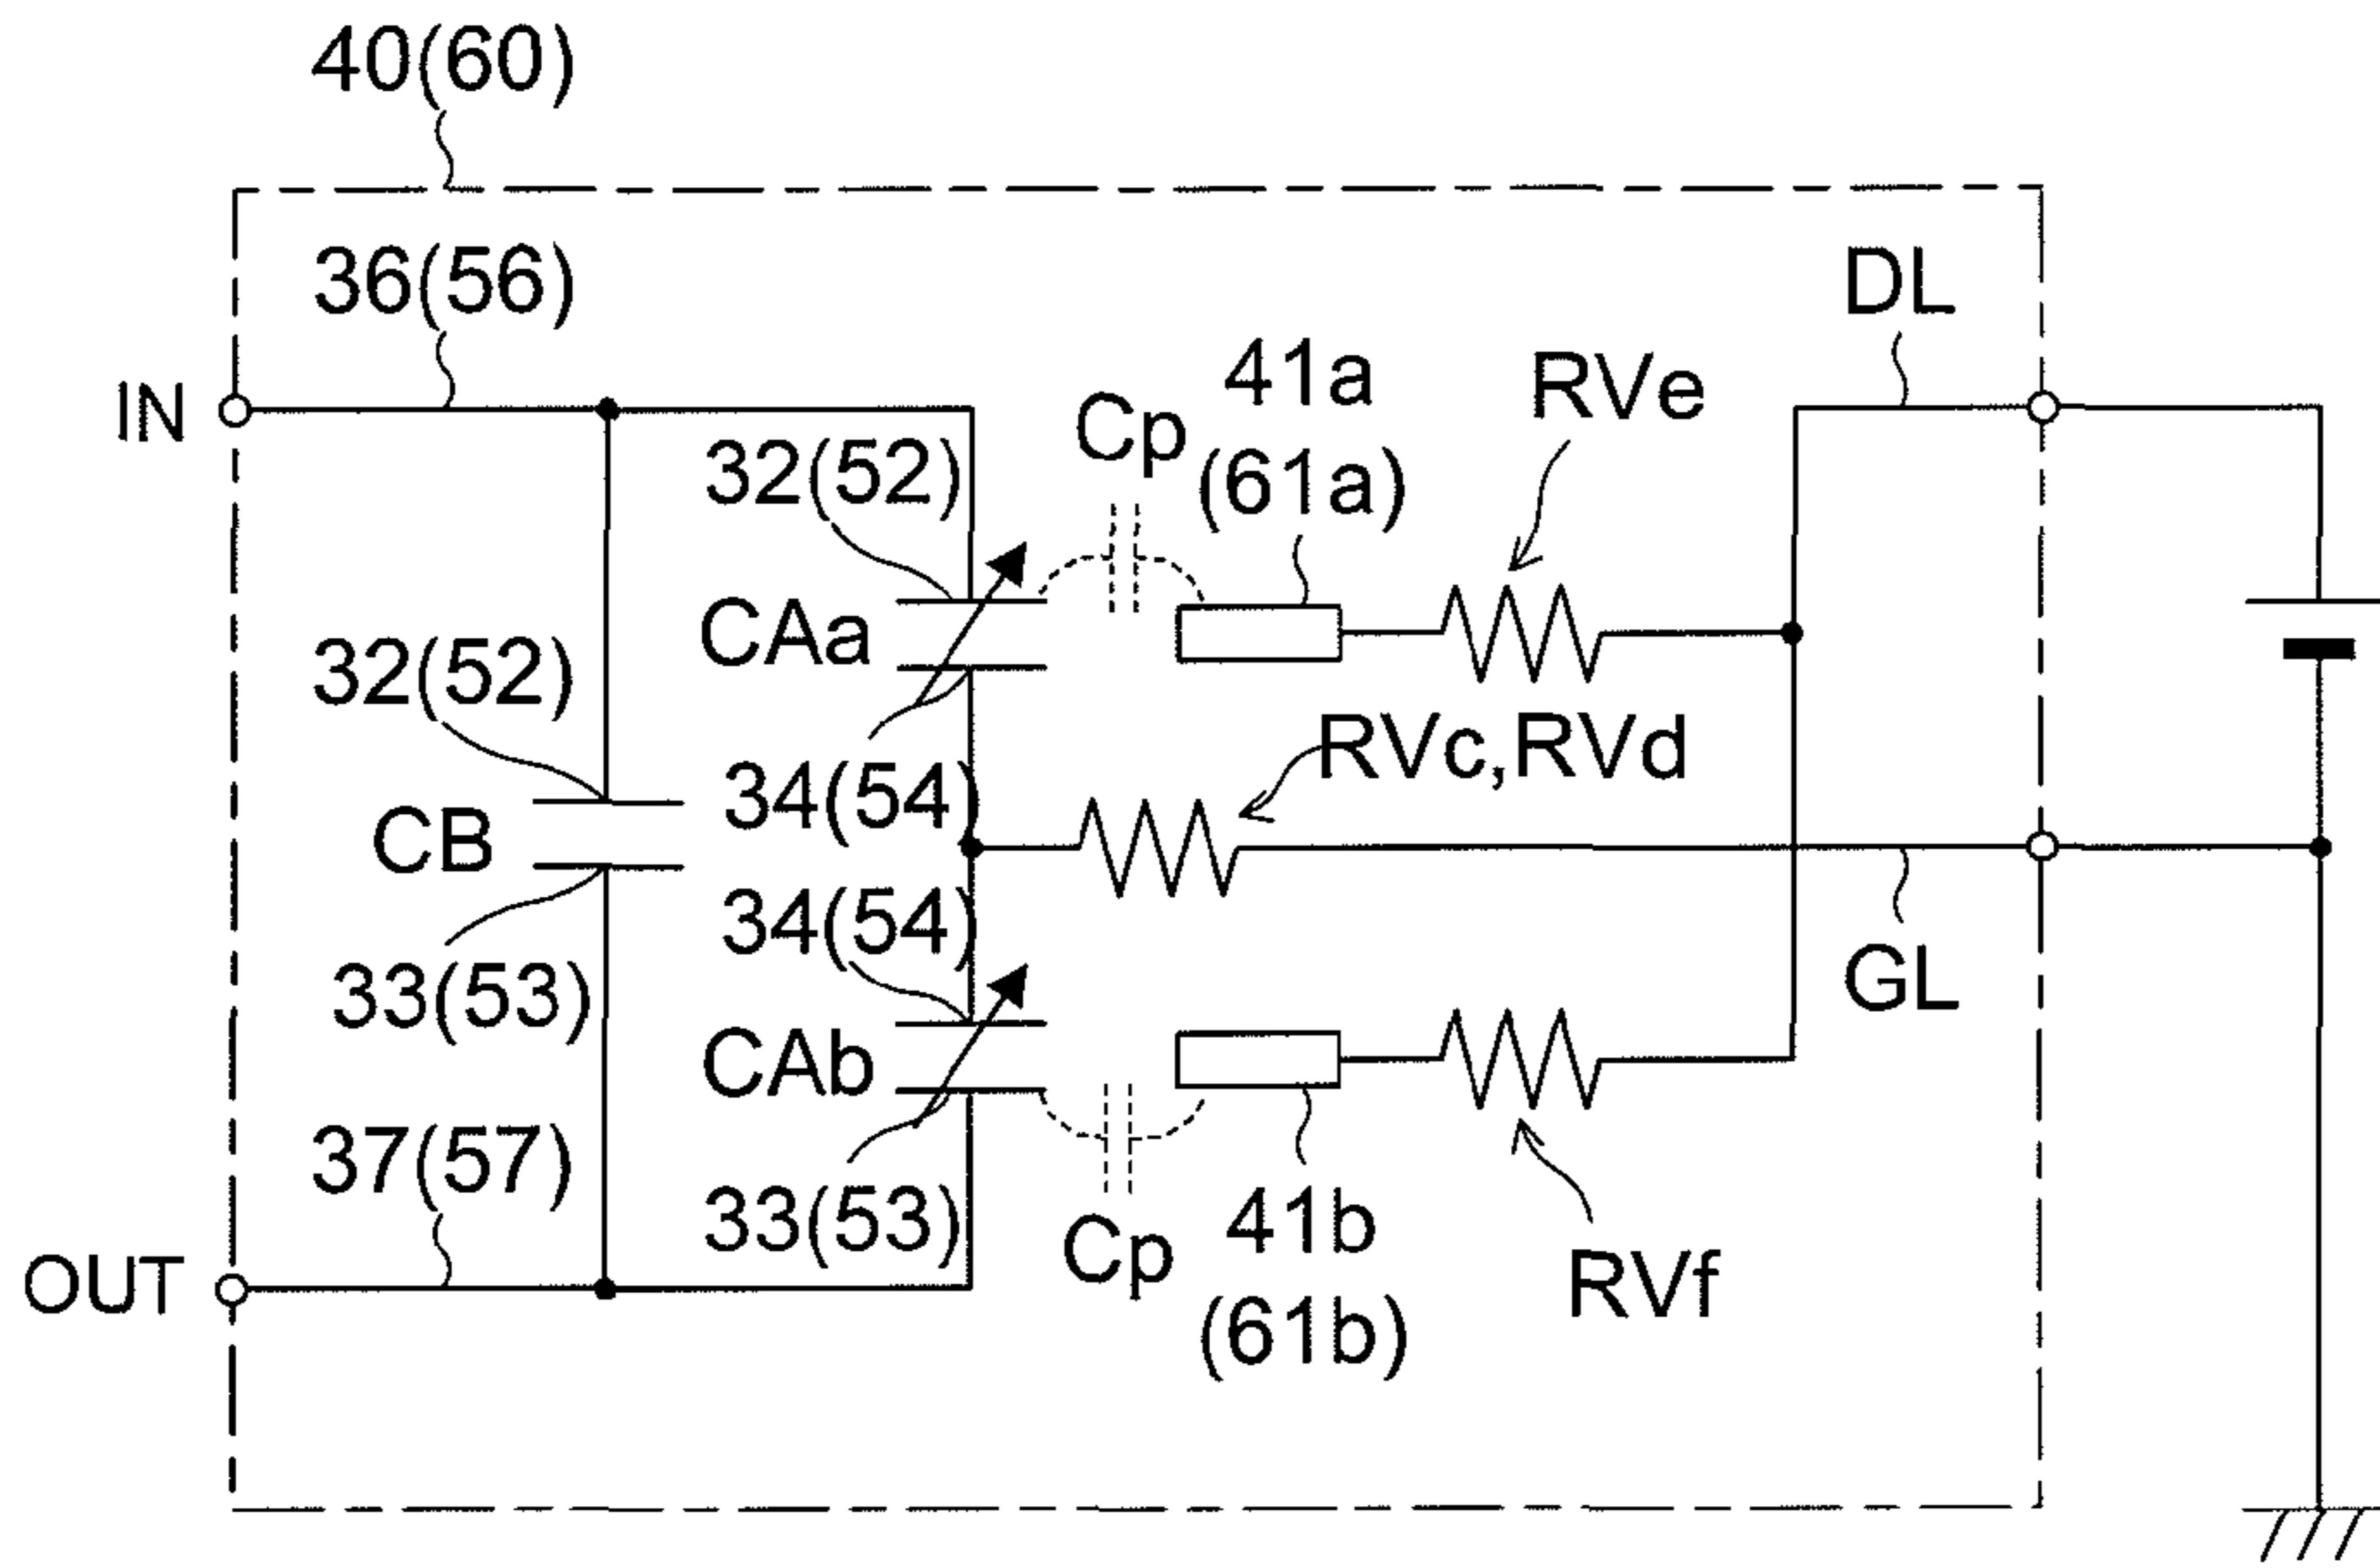 40(60)
36(56)
DL
IN
41a
(61a)
RVe
Cp
32(52)
CAa
32(52)
RVc,RVd
34(54)
CB
34(54)
33(53)
GL
CAb
37(57)
33(53)
41b
(61b)
Cp
OUT
RVf